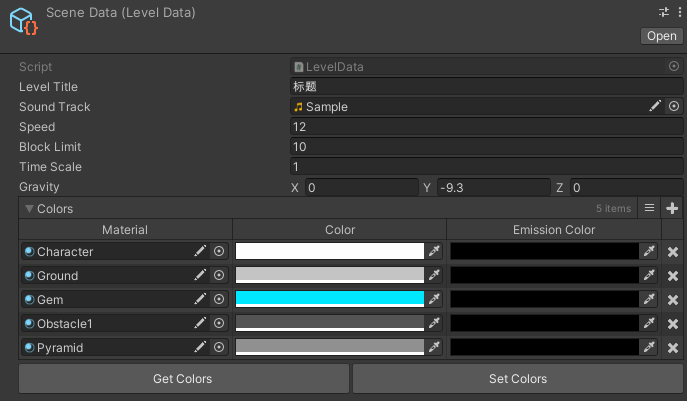 Scene Data (Level Data)
Open
Script LevelData
Level Title 标题
Sound Track Sample
Speed 12
Block Limit 10
Time Scale 1
Gravity X 0 Y -9.3 Z 0
Colors 5 items
Material Color Emission Color
Character
Ground
Gem
Obstacle1
Pyramid
Get Colors Set Colors